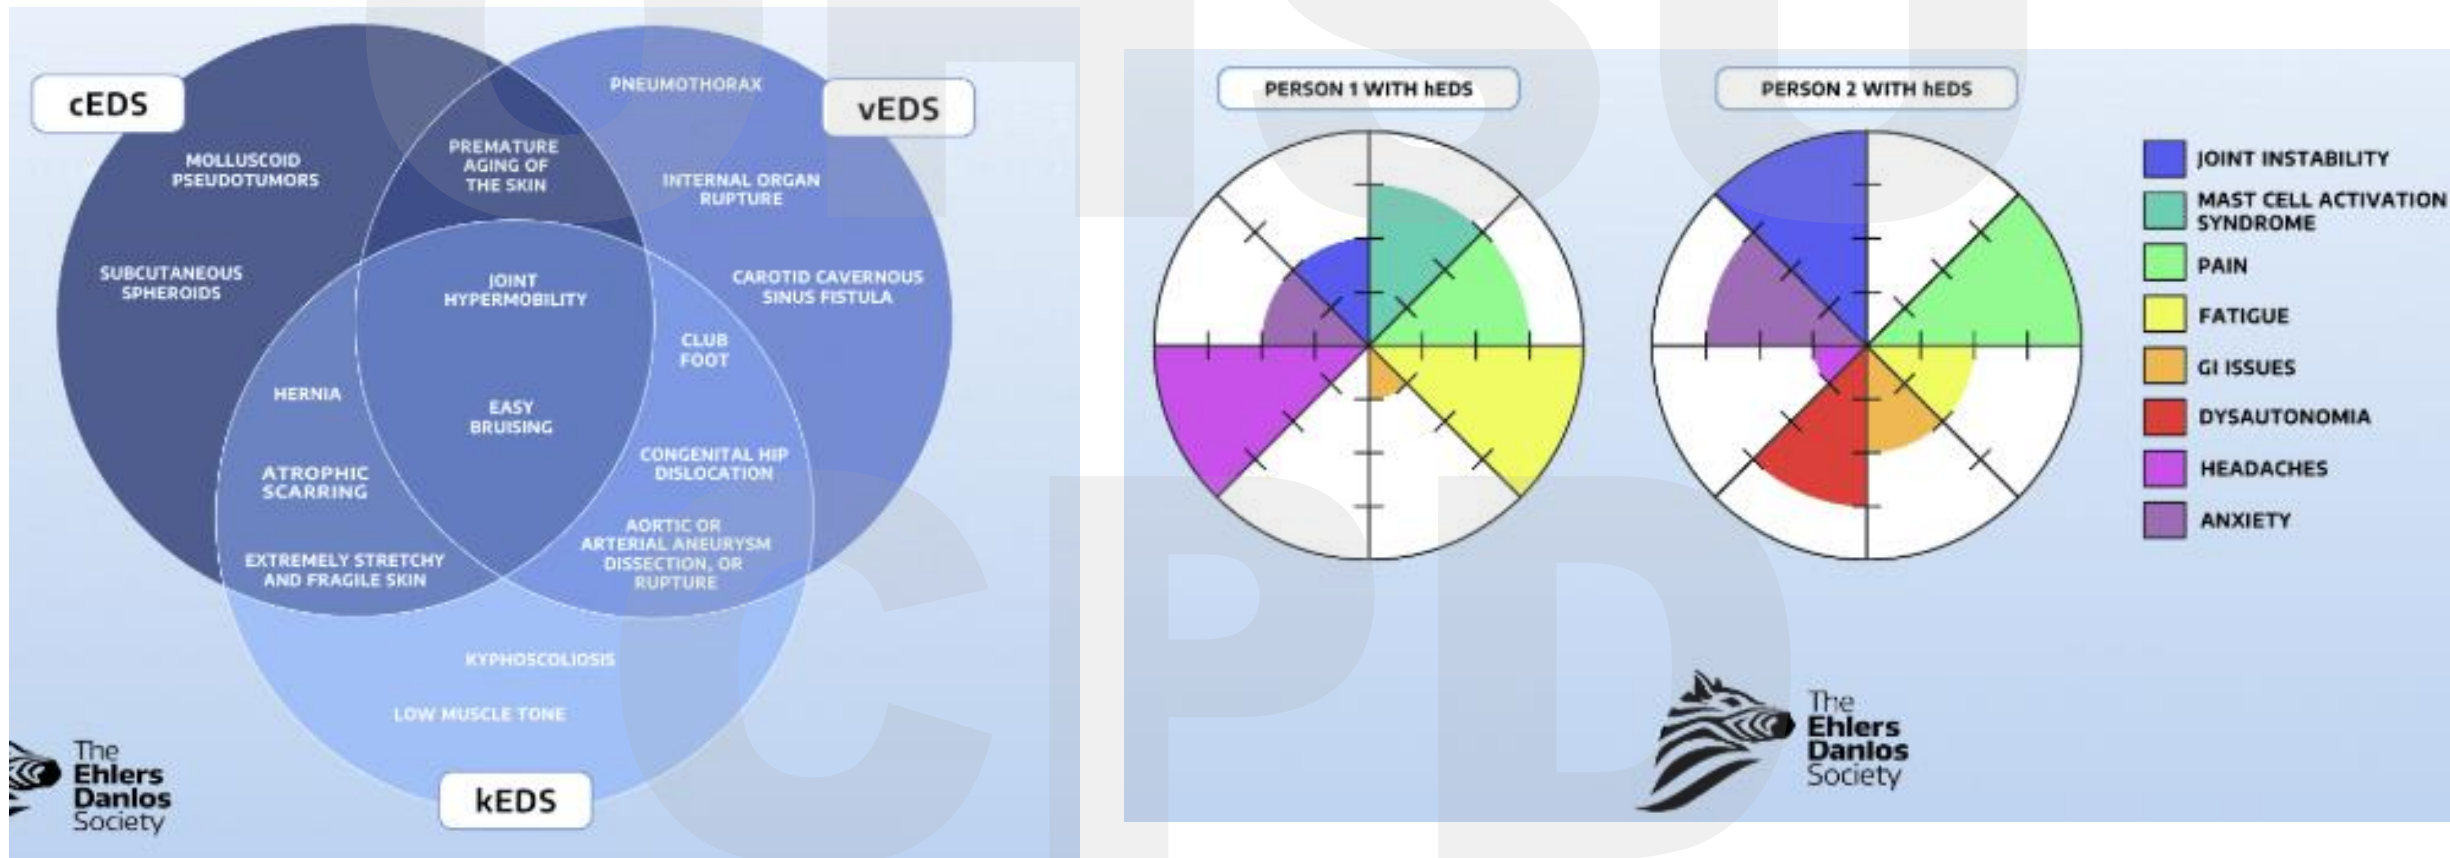 cEDS
vEDS
PNEUMOTHORAX
PREMATURE
AGING OF
THE SKIN
MOLLUSCOID
PSEUDOTUMORS
INTERNAL ORGAN
RUPTURE
SUBCUTANEOUS
SPHEROIDS
JOINT
HYPERMOBILITY
CAROTID CAVERNOUS
SINUS FISTULA
CLUB
FOOT
HERNIA
EASY
BRUISING
ATROPHIC
SCARRING
CONGENITAL HIP
DISLOCATION
AORTIC OR
ARTERIAL ANEURYSM
DISSECTION, OR
RUPTURE
EXTREMELY STRETCHY
AND FRAGILE SKIN
KYPHOSCOLIOSIS
LOW MUSCLE TONE
kEDS
The
Ehlers
Danlos
Society
PERSON 1 WITH hEDS
PERSON 2 WITH hEDS
JOINT INSTABILITY
MAST CELL ACTIVATION
SYNDROME
PAIN
FATIGUE
GI ISSUES
DYSAUTONOMIA
HEADACHES
ANXIETY
The
Ehlers
Danlos
Society
CPD